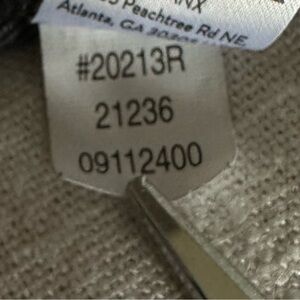 Peachtree Rd NE,
Atlanta, GA
#20213R
21236
09112400